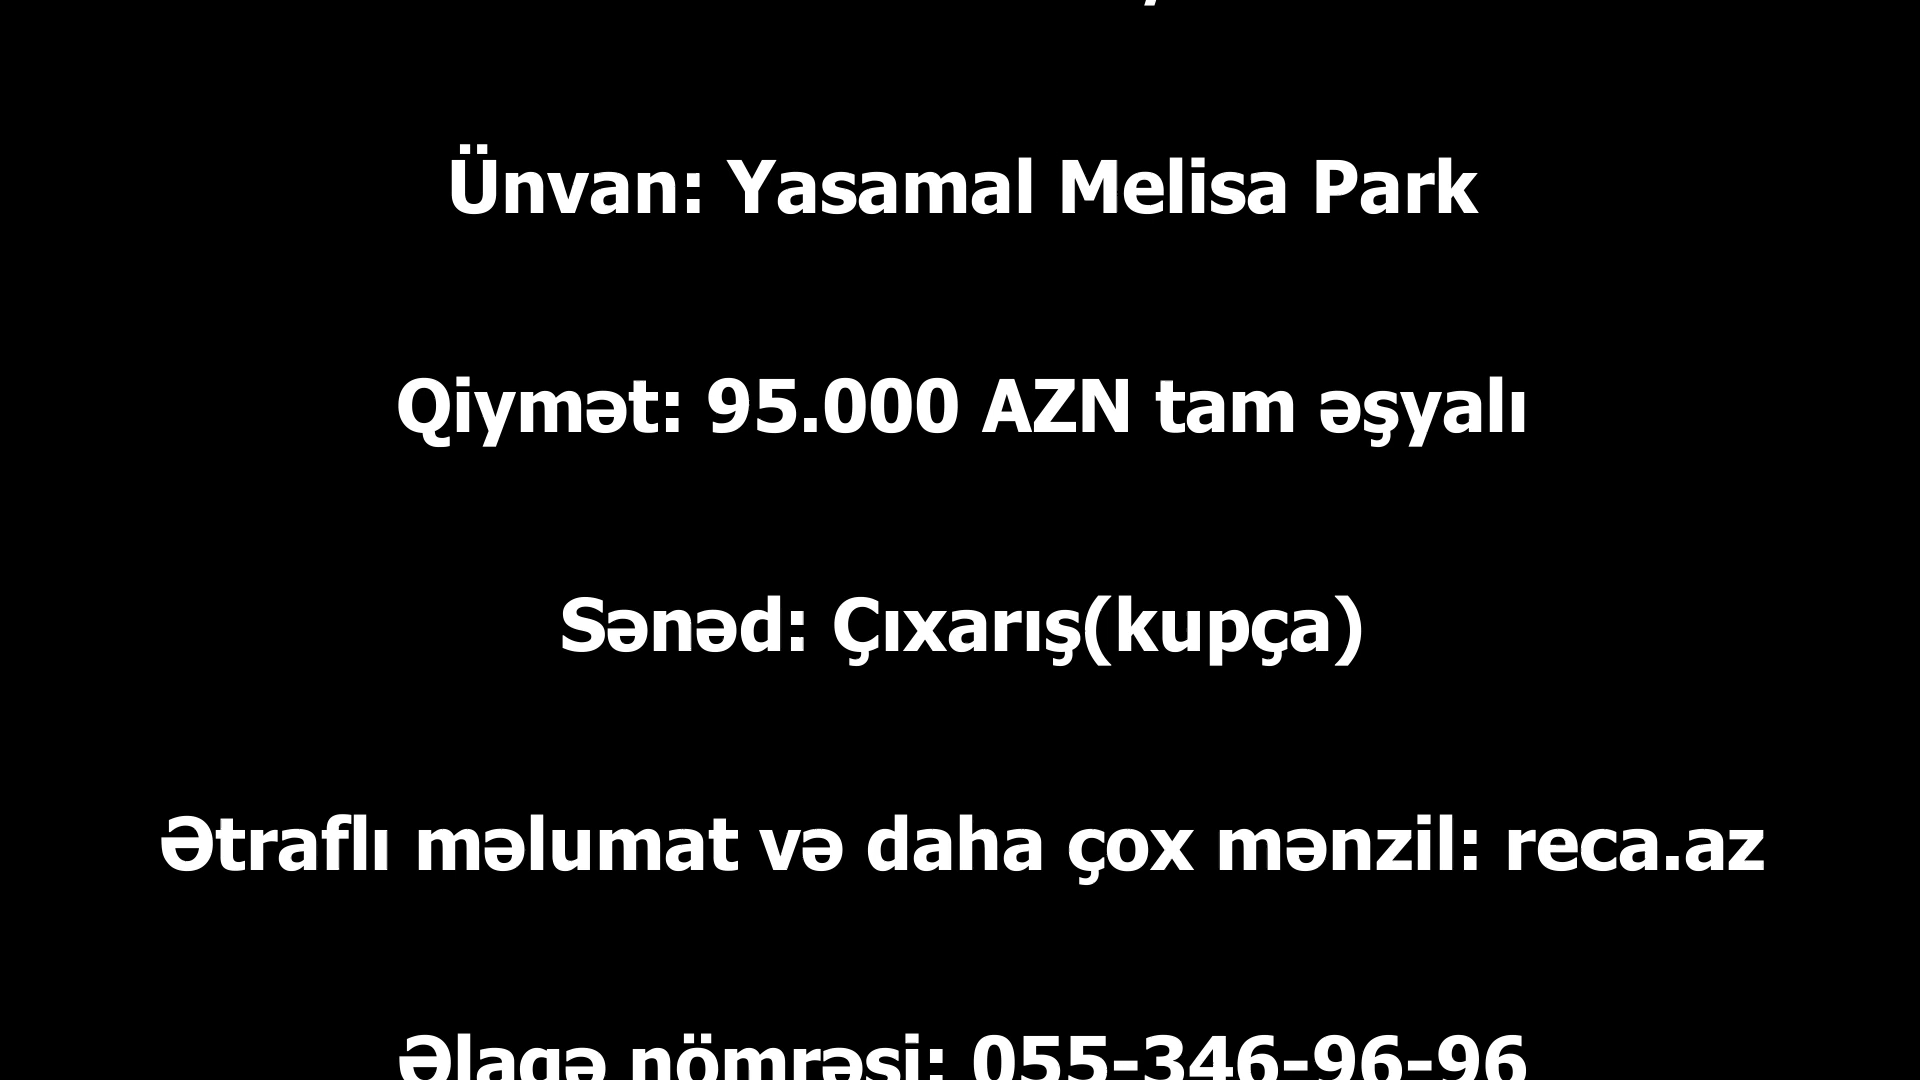 Ünvan: Yasamal Melisa Park
Qiymət: 95.000 AZN tam əşyalı
Sənəd: Çıxarış(kupça)
Ətraflı məlumat və daha çox mənzil: reca.az
Əlaqə nömrəsi: 055-346-96-96